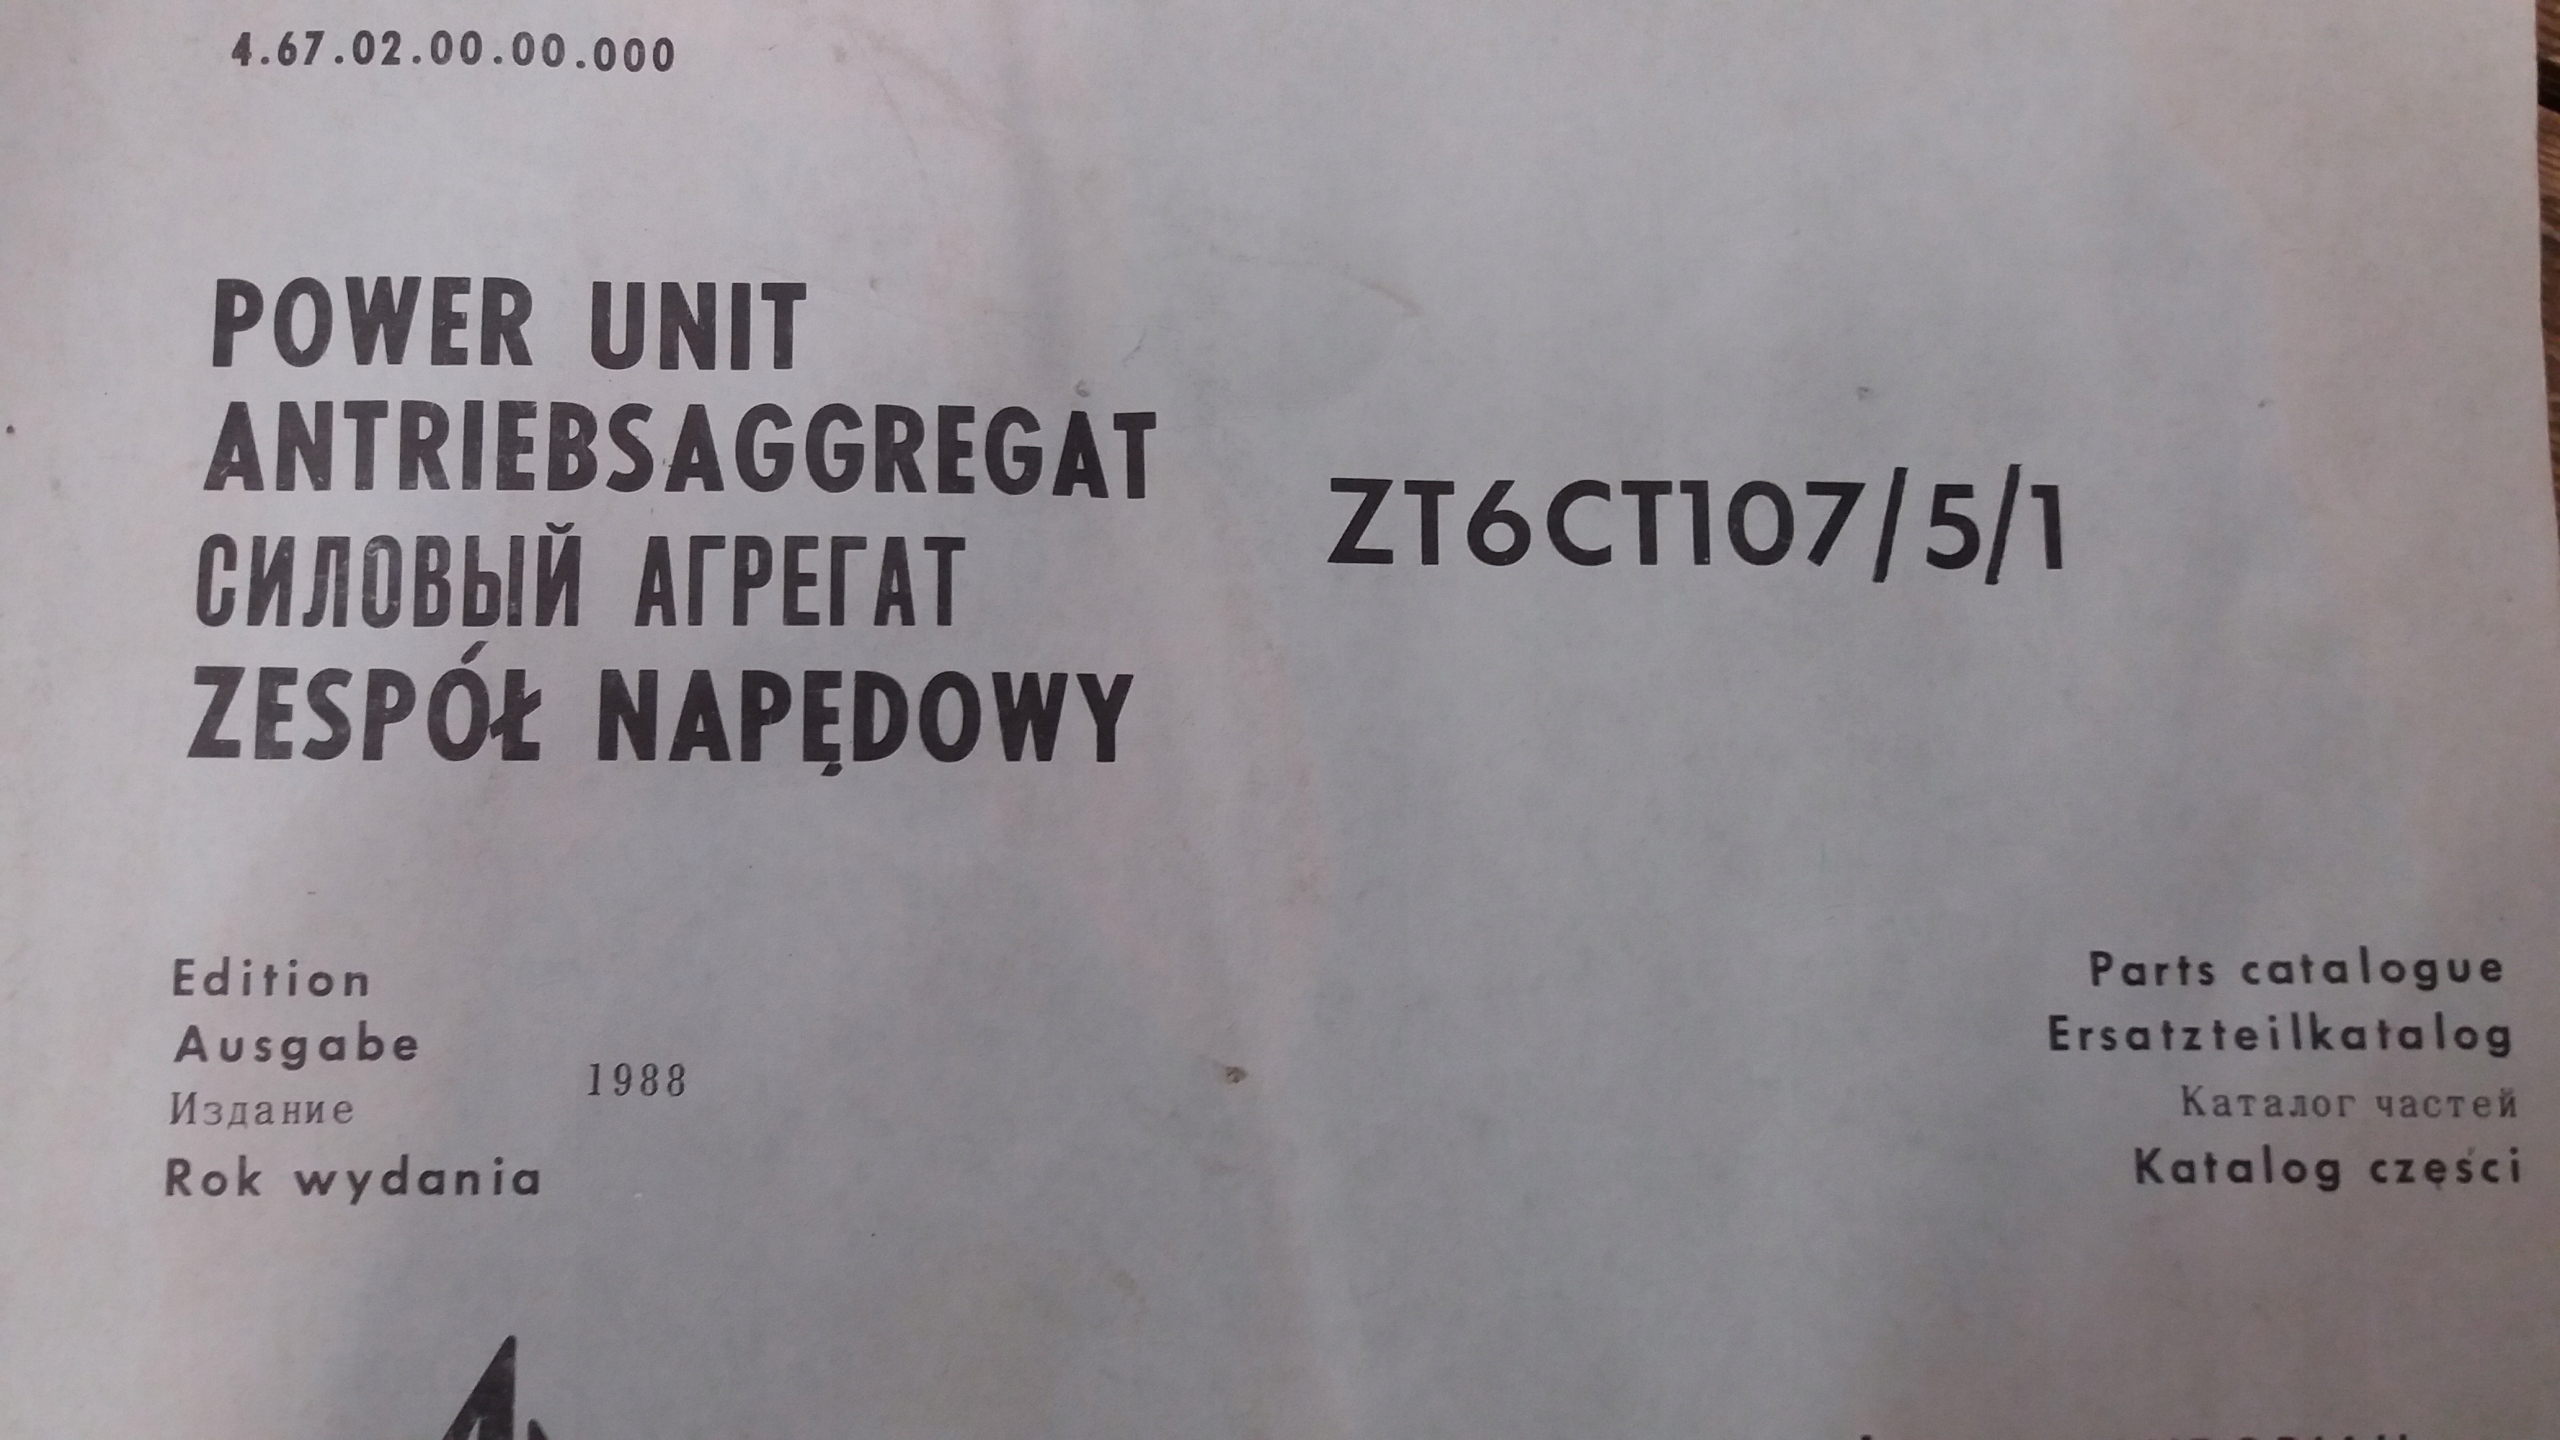 4.67.02.00.00.000
POWER UNIT
ANTRIEBSAGGREGAT
СИЛОВЫЙ АГРЕГАТ
ZESPÓŁ NAPĘDOWY
ZT6CT107/5/1
Edition
Ausgabe
Издание
Rok wydania
1988
Parts catalogue
Ersatzteilkatalog
Каталог частей
Katalog części